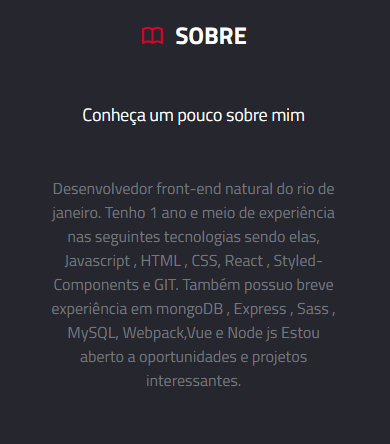 SOBRE
Conheça um pouco sobre mim
Desenvolvedor front-end natural do rio de
janeiro. Tenho 1 ano e meio de experiência
nas seguintes tecnologias sendo elas,
Javascript , HTML , CSS, React , Styled-
Components e GIT. Também possuo breve
experiência em mongoDB , Express , Sass ,
MySQL, Webpack,Vue e Node js Estou
aberto a oportunidades e projetos
interessantes.